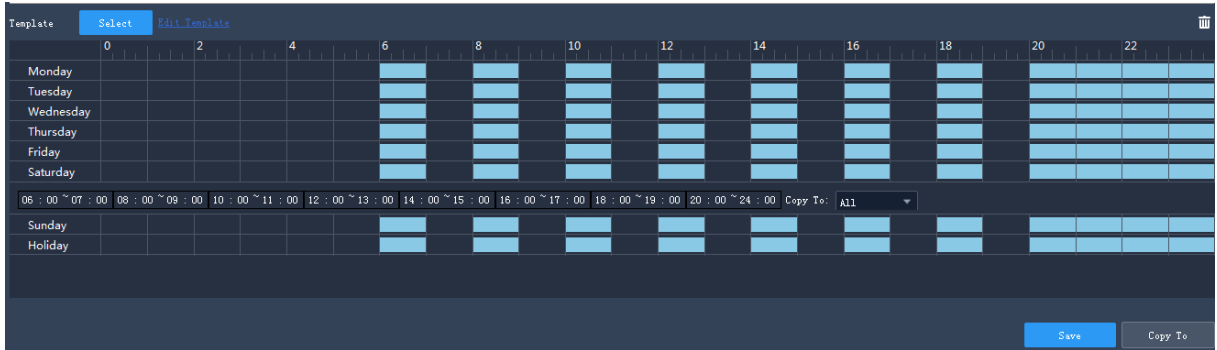 Template Select Edit Template
0 2 4 6 8 10 12 14 16 18 20 22
Monday
Tuesday
Wednesday
Thursday
Friday
Saturday
06 : 00 ~ 07 : 00 08 : 00 ~ 09 : 00 10 : 00 ~ 11 : 00 12 : 00 ~ 13 : 00 14 : 00 ~ 15 : 00 16 : 00 ~ 17 : 00 18 : 00 ~ 19 : 00 20 : 00 ~ 24 : 00 Copy To: All
Sunday
Holiday
Save Copy To